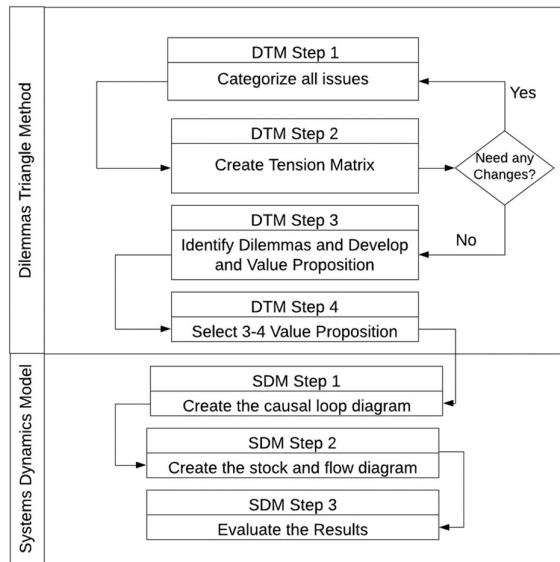 Dilemmas Triangle Method
DTM Step 1
Categorize all issues
Yes
DTM Step 2
Create Tension Matrix
Need any
Changes?
DTM Step 3
Identify Dilemmas and Develop
and Value Proposition
No
DTM Step 4
Select 3-4 Value Proposition
Systems Dynamics Model
SDM Step 1
Create the causal loop diagram
SDM Step 2
Create the stock and flow diagram
SDM Step 3
Evaluate the Results